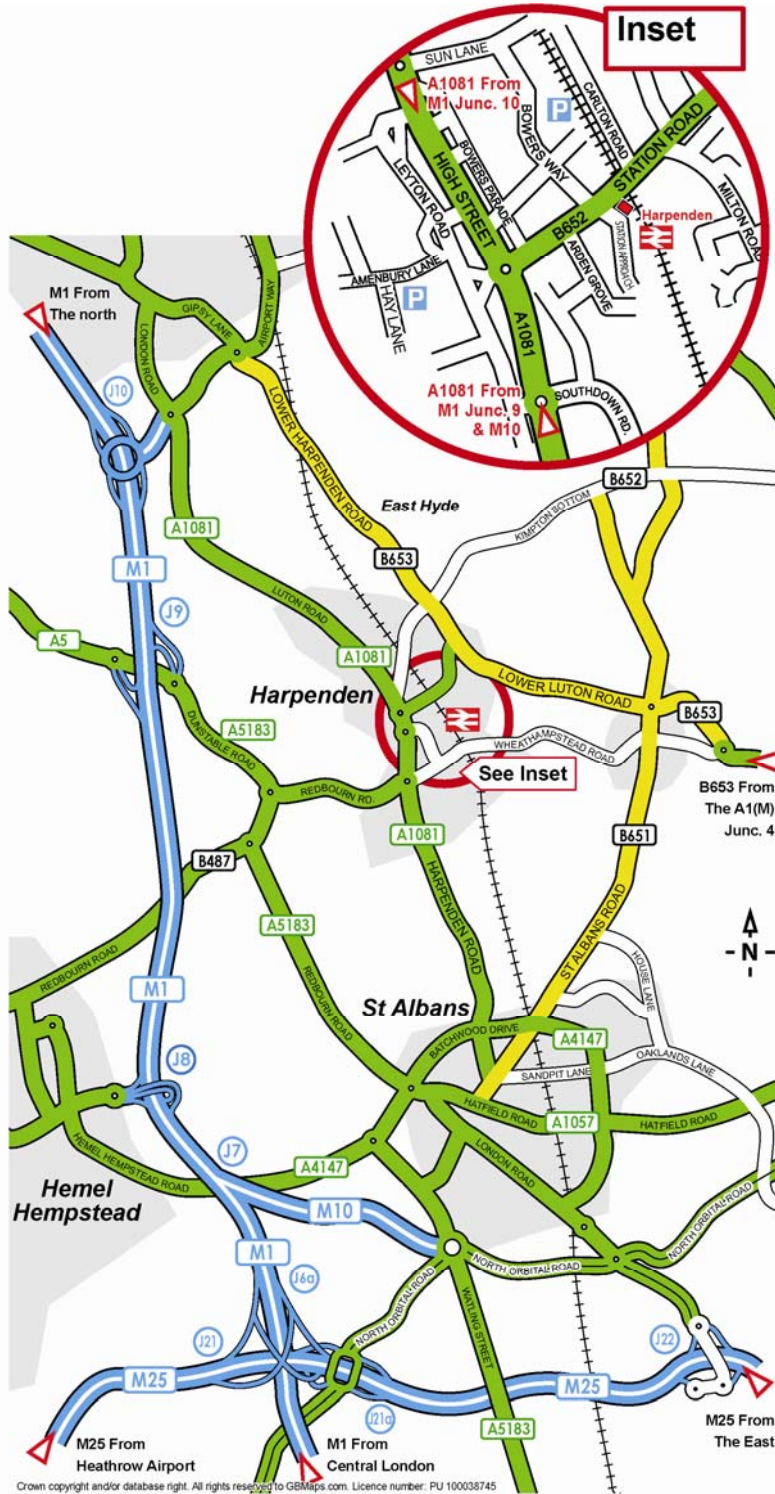 Inset
SUN LANE
A1081 From
M1 Junc. 10
P
CARLTON ROAD
BOWERS WAY
STATION ROAD
LEYTON ROAD
HIGH STREET
BOWERS PARADE
MILTON ROAD
B652
Harpenden
STATION APPROACH
AMENBURY LANE
HAY LANE
P
ARDEN GROVE
A1081
A1081 From
M1 Junc. 9
& M10
SOUTHDOWN RD.
M1 From
The north
GIPSY LANE
AIRPORT WAY
LONDON ROAD
J10
LOWER HARPENDEN ROAD
B652
KIMPTON BOTTOM
East Hyde
A1081
B653
M1
LUTON ROAD
J9
A5
A1081
LOWER LUTON ROAD
Harpenden
B653
A5183
DUNSTABLE ROAD
WHEATHAMPSTEAD ROAD
See Inset
REDBOURN RD.
B653 From
The A1(M)
Junc. 4
A1081
B651
B487
HARPENDEN ROAD
A5183
ST ALBANS ROAD
N
REDBOURN ROAD
M1
REDBOURN ROAD
HOUSE LANE
St Albans
BATCHWOOD DRIVE
A4147
OAKLANDS LANE
SANDPIT LANE
J8
HATFIELD ROAD
A1057
HATFIELD ROAD
HEMEL HEMPSTEAD ROAD
J7
A4147
LONDON ROAD
Hemel
Hempstead
M10
M1
NORTH ORBITAL ROAD
NORTH ORBITAL ROAD
NORTH ORBITAL ROAD
NORTH ORBITAL ROAD
J6a
WATLING STREET
J21
J22
M25
M25
J21a
A5183
M25 From
Heathrow Airport
M1 From
Central London
M25 From
The East
Crown copyright and/or database right. All rights reserved to GBMaps.com. Licence number: PU 100038745